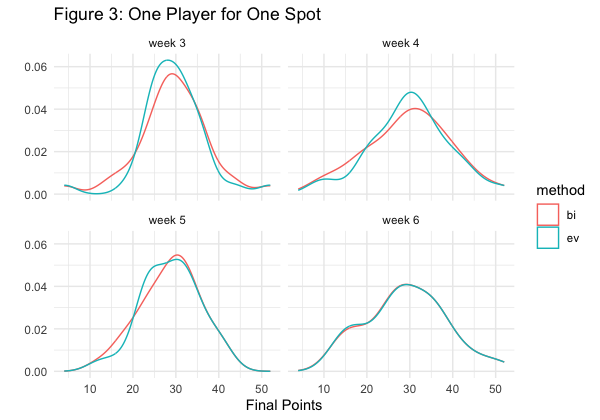 Figure 3: One Player for One Spot
week 3
week 4
0.06
0.04
0.02
0.00
week 5
week 6
0.06
0.04
0.02
0.00
10 20 30 40 50
10 20 30 40 50
Final Points
method
bi
ev